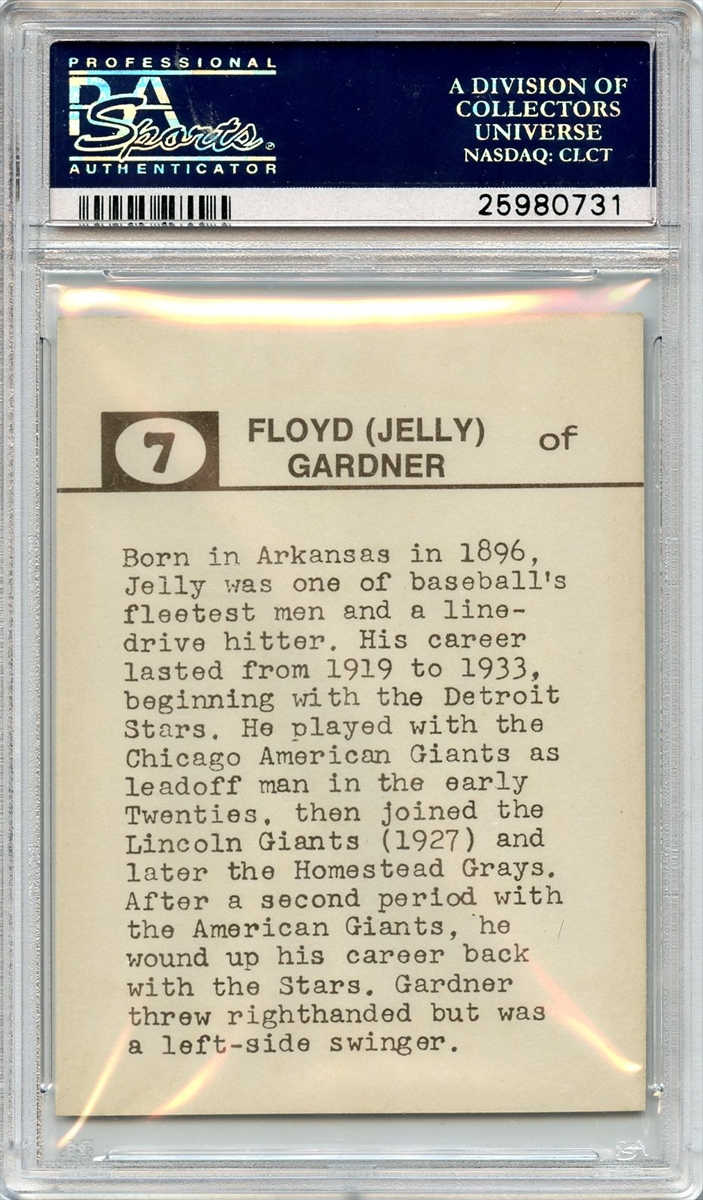 PROFESSIONAL
PSA
Sports
AUTHENTICATOR
A DIVISION OF
COLLECTORS
UNIVERSE
NASDAQ: CLCT
25980731
7
FLOYD (JELLY)
GARDNER
of
Born in Arkansas in 1896,
Jelly was one of baseball's
fleetest men and a line-
drive hitter. His career
lasted from 1919 to 1933,
beginning with the Detroit
Stars. He played with the
Chicago American Giants as
leadoff man in the early
Twenties, then joined the
Lincoln Giants (1927) and
later the Homestead Grays.
After a second period with
the American Giants, he
wound up his career back
with the Stars. Gardner
threw righthanded but was
a left-side swinger.
PSA